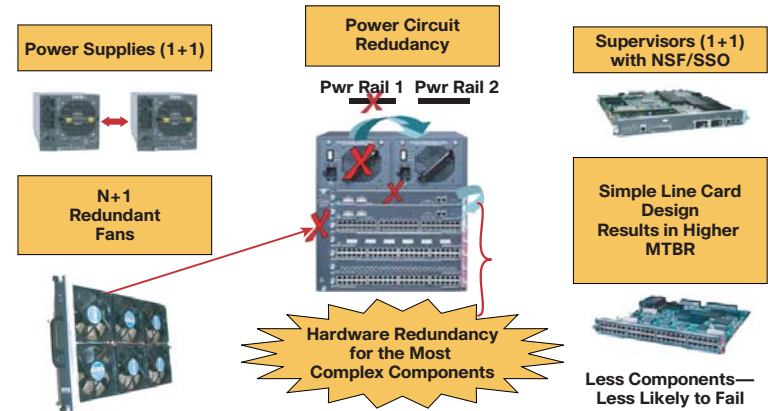 Power Supplies (1+1)
Power Circuit
Redudancy
Pwr Rail 1
Pwr Rail 2
Supervisors (1+1)
with NSF/SSO
N+1
Redundant
Fans
Simple Line Card
Design
Results in Higher
MTBR
Hardware Redundancy
for the Most
Complex Components
Less Components—
Less Likely to Fail